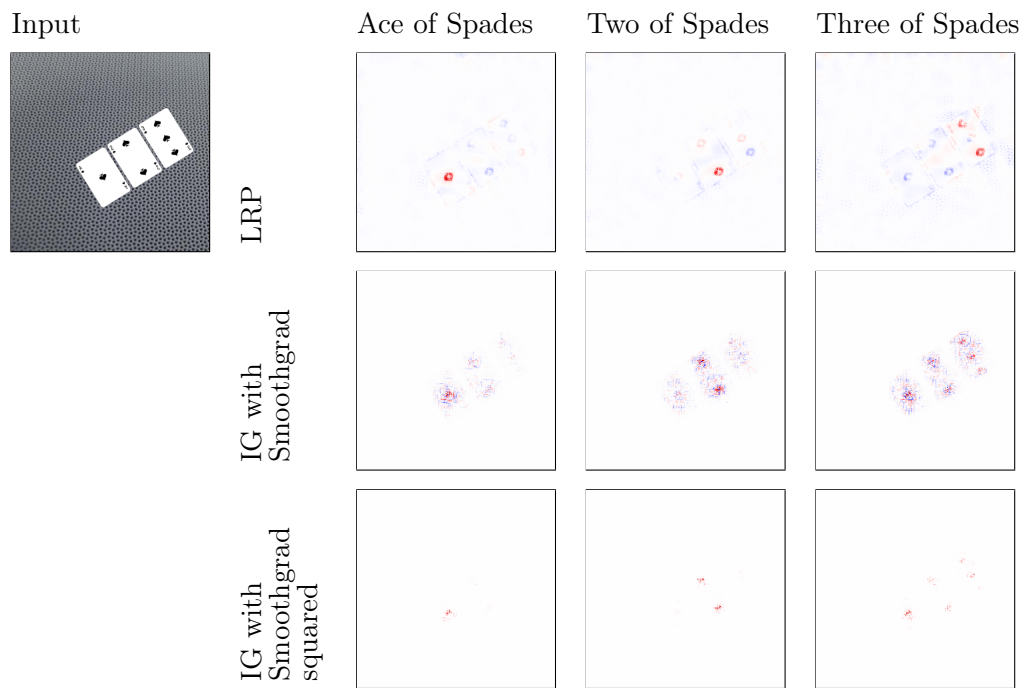 Input
Ace of Spades
Two of Spades
Three of Spades
LRP
IG with
Smoothgrad
IG with
Smoothgrad
squared